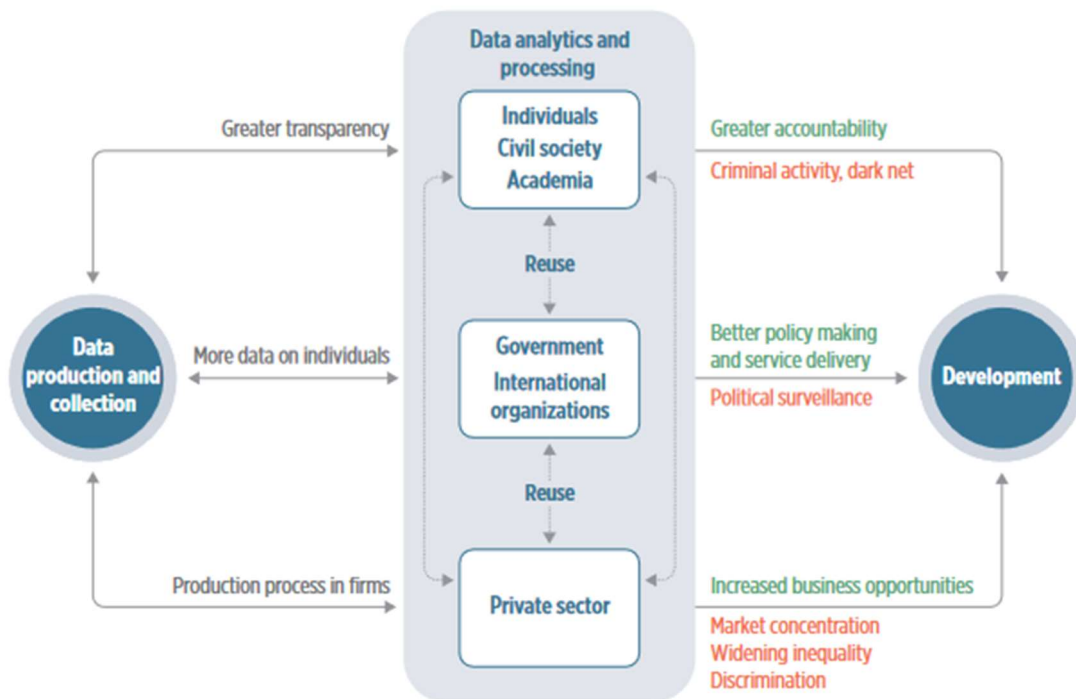 Data analytics and
processing
Individuals
Civil society
Academia
Greater transparency
Greater accountability
Criminal activity, dark net
Reuse
Data
production and
collection
More data on individuals
Government
International
organizations
Better policy making
and service delivery
Political surveillance
Development
Reuse
Production process in firms
Private sector
Increased business opportunities
Market concentration
Widening inequality
Discrimination